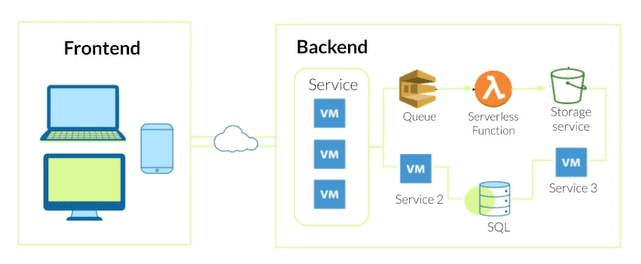 Frontend
Backend
Service
VM
VM
VM
Queue
Serverless
Function
Storage
service
VM
Service 2
SQL
VM
Service 3